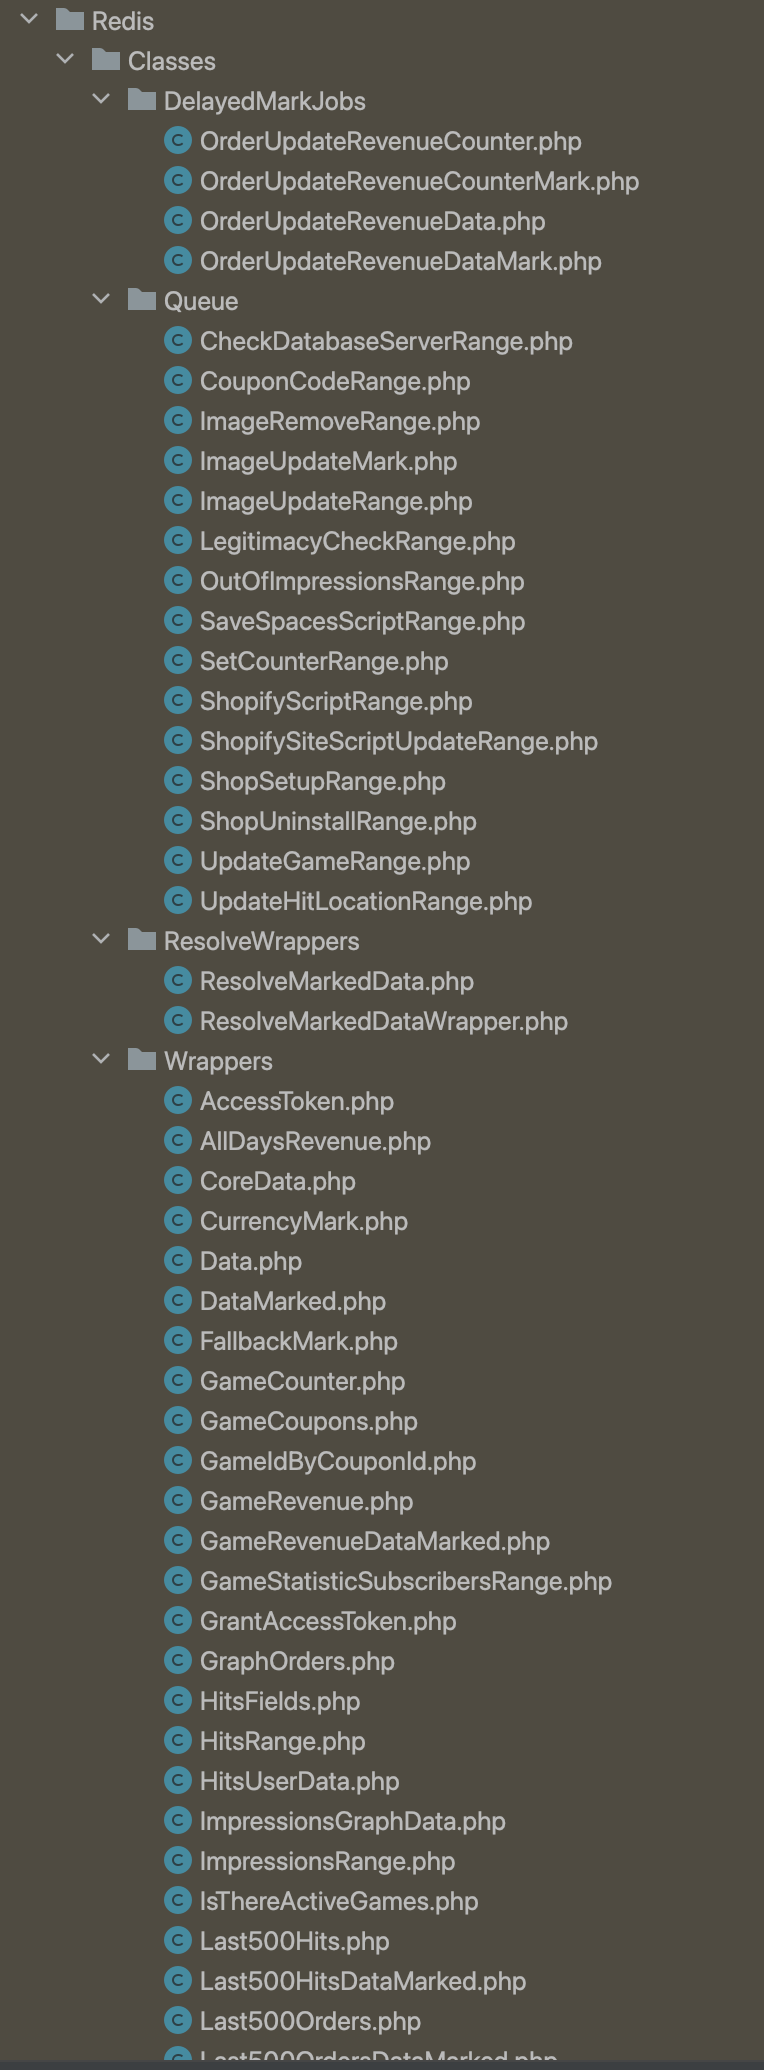 Redis
Classes
DelayedMarkJobs
OrderUpdateRevenueCounter.php
OrderUpdateRevenueCounterMark.php
OrderUpdateRevenueData.php
OrderUpdateRevenueDataMark.php
Queue
CheckDatabaseServerRange.php
CouponCodeRange.php
ImageRemoveRange.php
ImageUpdateMark.php
ImageUpdateRange.php
LegitimacyCheckRange.php
OutOfImpressionsRange.php
SaveSpacesScriptRange.php
SetCounterRange.php
ShopifyScriptRange.php
ShopifySiteScriptUpdateRange.php
ShopSetupRange.php
ShopUninstallRange.php
UpdateGameRange.php
UpdateHitLocationRange.php
ResolveWrappers
ResolveMarkedData.php
ResolveMarkedDataWrapper.php
Wrappers
AccessToken.php
AllDaysRevenue.php
CoreData.php
CurrencyMark.php
Data.php
DataMarked.php
FallbackMark.php
GameCounter.php
GameCoupons.php
GameIdByCouponId.php
GameRevenue.php
GameRevenueDataMarked.php
GameStatisticSubscribersRange.php
GrantAccessToken.php
GraphOrders.php
HitsFields.php
HitsRange.php
HitsUserData.php
ImpressionsGraphData.php
ImpressionsRange.php
IsThereActiveGames.php
Last500Hits.php
Last500HitsDataMarked.php
Last500Orders.php
Last500OrdersDataMarked.php